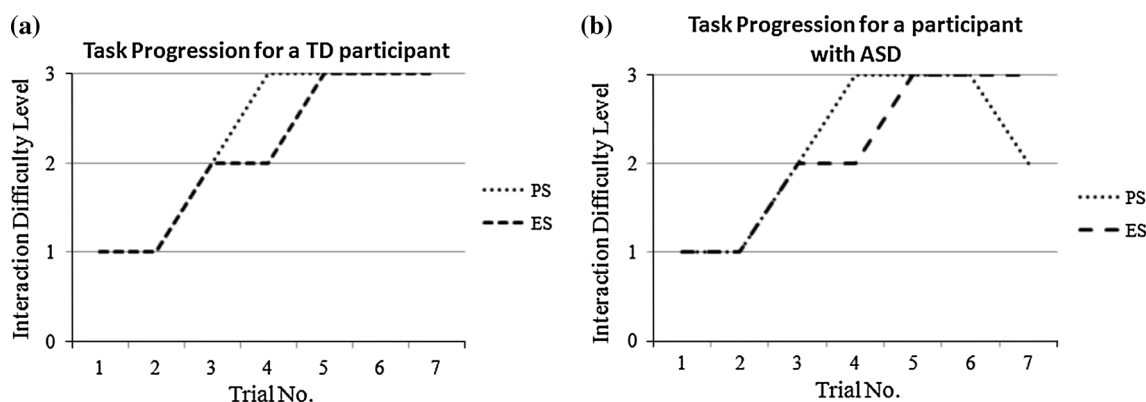 (a)
Task Progression for a TD participant
Interaction Difficulty Level
3
2
1
0
1 2 3 4 5 6 7
Trial No.
PS
ES
(b)
Task Progression for a participant
with ASD
Interaction Difficulty Level
3
2
1
0
1 2 3 4 5 6 7
Trial No.
PS
ES